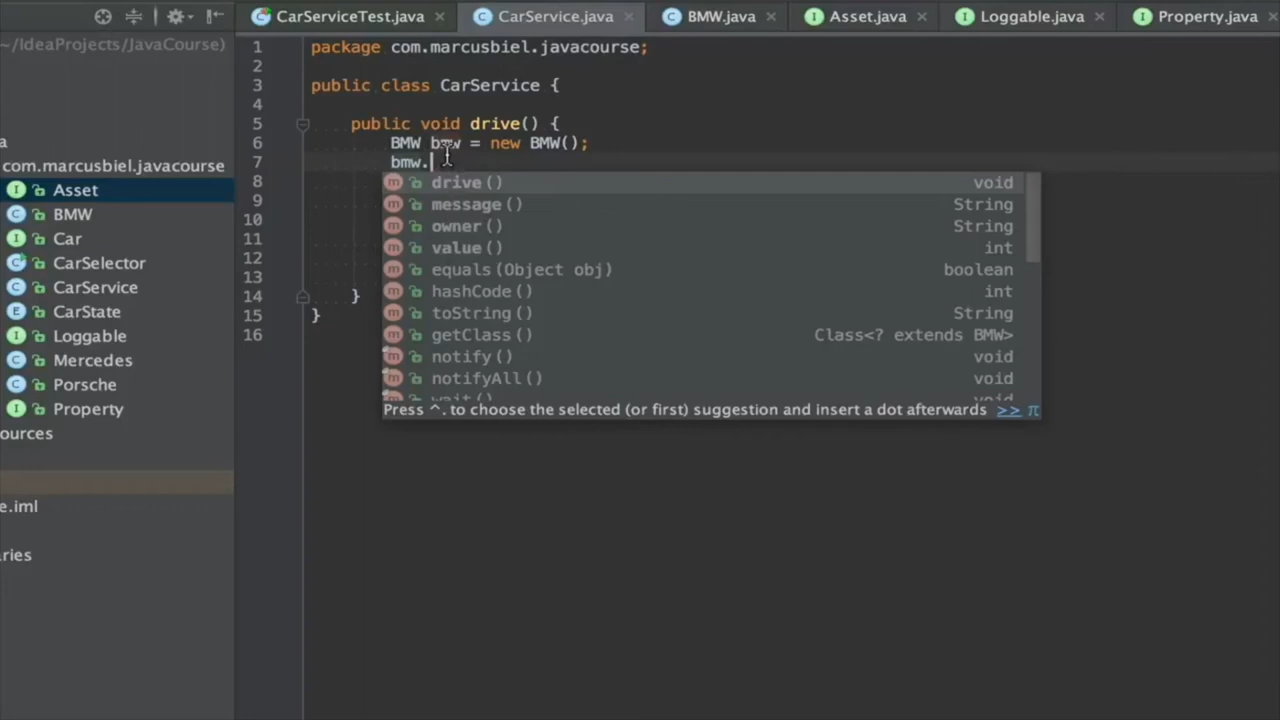 CarServiceTest.java
CarService.java
BMW.java
Asset.java
Loggable.java
Property.java
~/IdeaProjects/JavaCourse)
a
com.marcusbiel.javacourse
Asset
BMW
Car
CarSelector
CarService
CarState
Loggable
Mercedes
Porsche
Property
ources
e.iml
aries
1 package com.marcusbiel.javacourse;
2
3 public class CarService {
4
5 public void drive() {
6 BMW bmw = new BMW();
7 bmw.
8
9
10
11
12
13
14 }
15 }
16
drive() void
message() String
owner() String
value() int
equals(Object obj) boolean
hashCode() int
toString() String
getClass() Class<? extends BMW>
notify() void
notifyAll() void
wait() void
Press ^. to choose the selected (or first) suggestion and insert a dot afterwards >> π